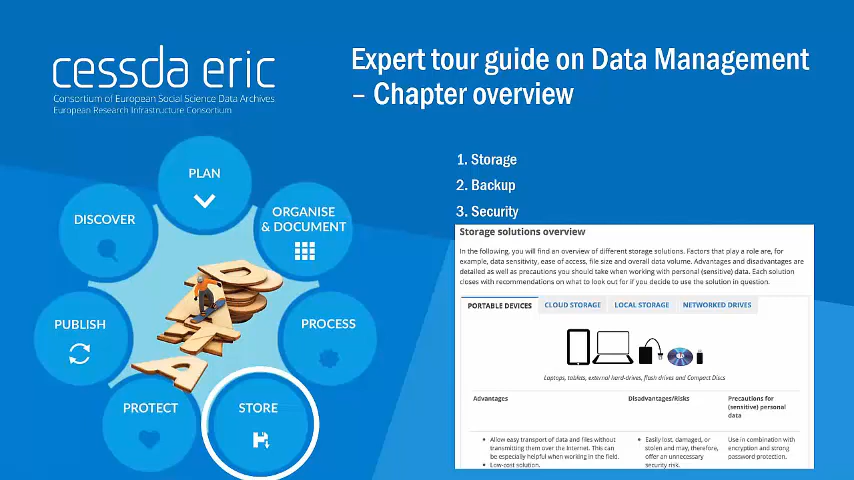 cessda eric
Consortium of European Social Science Data Archives
European Research Infrastructure Consortium
Expert tour guide on Data Management
– Chapter overview
PLAN
DISCOVER
ORGANISE
& DOCUMENT
PUBLISH
PROCESS
PROTECT
STORE
1. Storage
2. Backup
3. Security
Storage solutions overview
In the following, you will find an overview of different storage solutions. Factors that play a role are, for
example, data sensitivity, ease of access, file size and overall data volume. Advantages and disadvantages are
detailed as well as precautions you should take when working with personal (sensitive) data. Each solution
closes with recommendations on what to look out for if you decide to use the solution in question.
PORTABLE DEVICES CLOUD STORAGE LOCAL STORAGE NETWORKED DRIVES
Laptops, tablets, external hard-drives, flash drives and Compact Discs
Advantages
Disadvantages/Risks
Precautions for
(sensitive) personal
data
• Allow easy transport of data and files without
transmitting them over the Internet. This can
be especially helpful when working in the field.
• Low-cost solution.
• Easily lost, damaged, or
stolen and may, therefore,
offer an unnecessary
security risk.
Use in combination with
encryption and strong
password protection.